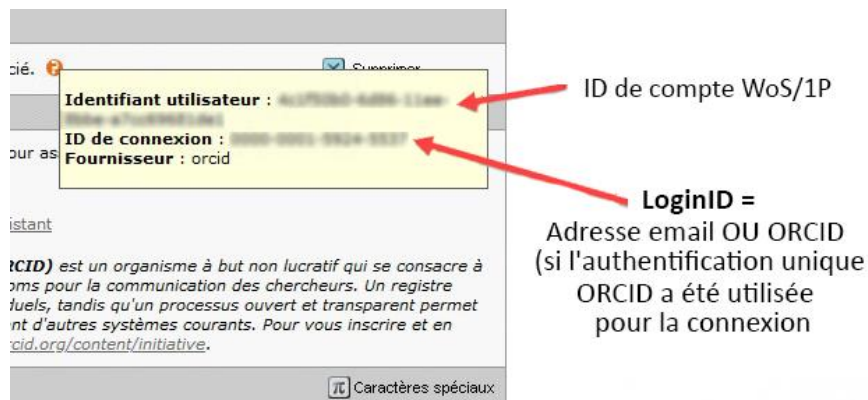 cié.
Supprimer
Identifiant utilisateur :
ID de connexion :
our as
Fournisseur : orcid
istant
RCID) est un organisme à but non lucratif qui se consacre à
oms pour la communication des chercheurs. Un registre
duels, tandis qu'un processus ouvert et transparent permet
nt d'autres systèmes courants. Pour vous inscrire et en
rcid.org/content/initiative.
Caractères spéciaux
ID de compte WoS/1P
LoginID =
Adresse email OU ORCID
(si l'authentification unique
ORCID a été utilisée
pour la connexion